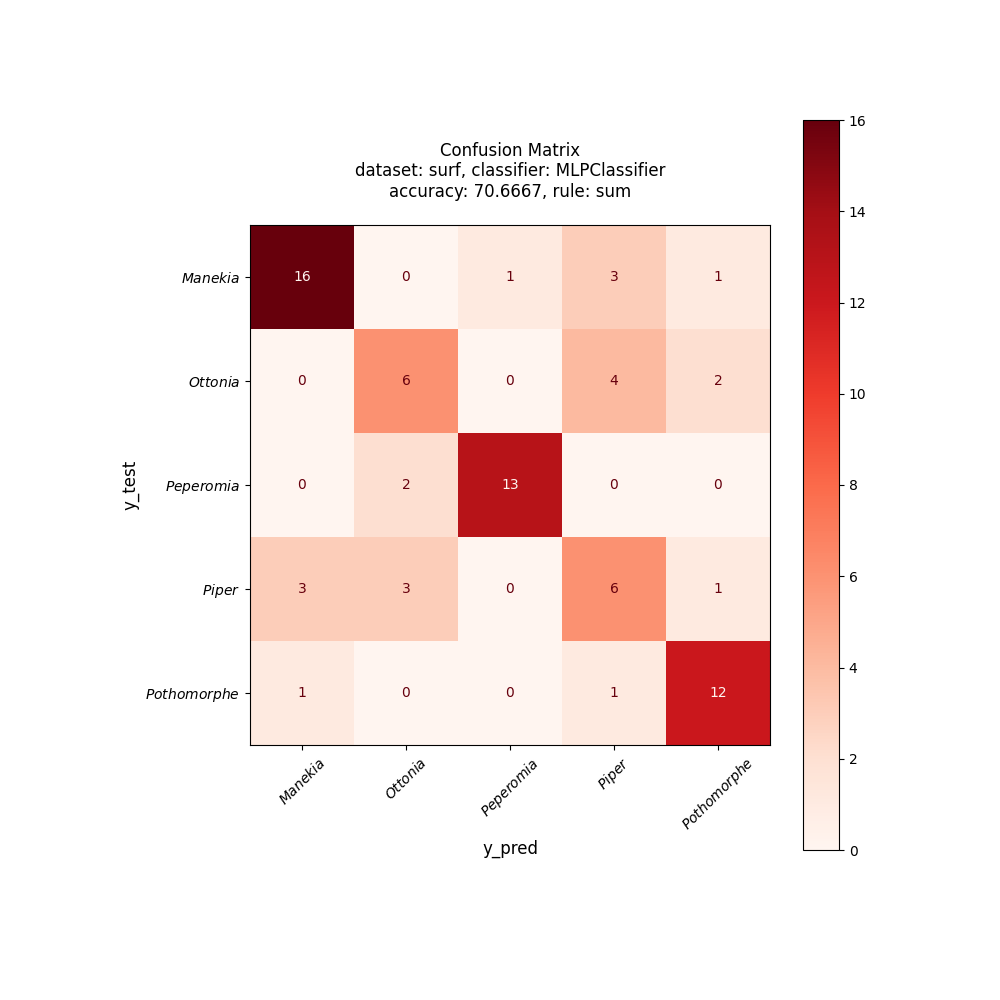 Confusion Matrix
dataset: surf, classifier: MLPClassifier
accuracy: 70.6667, rule: sum
Manekia 16 0 1 3 1
Ottonia 0 6 0 4 2
Peperomia 0 2 13 0 0
Piper 3 3 0 6 1
Pothomorphe 1 0 0 1 12
y_test
Manekia Ottonia Peperomia Piper Pothomorphe
y_pred
16
14
12
10
8
6
4
2
0